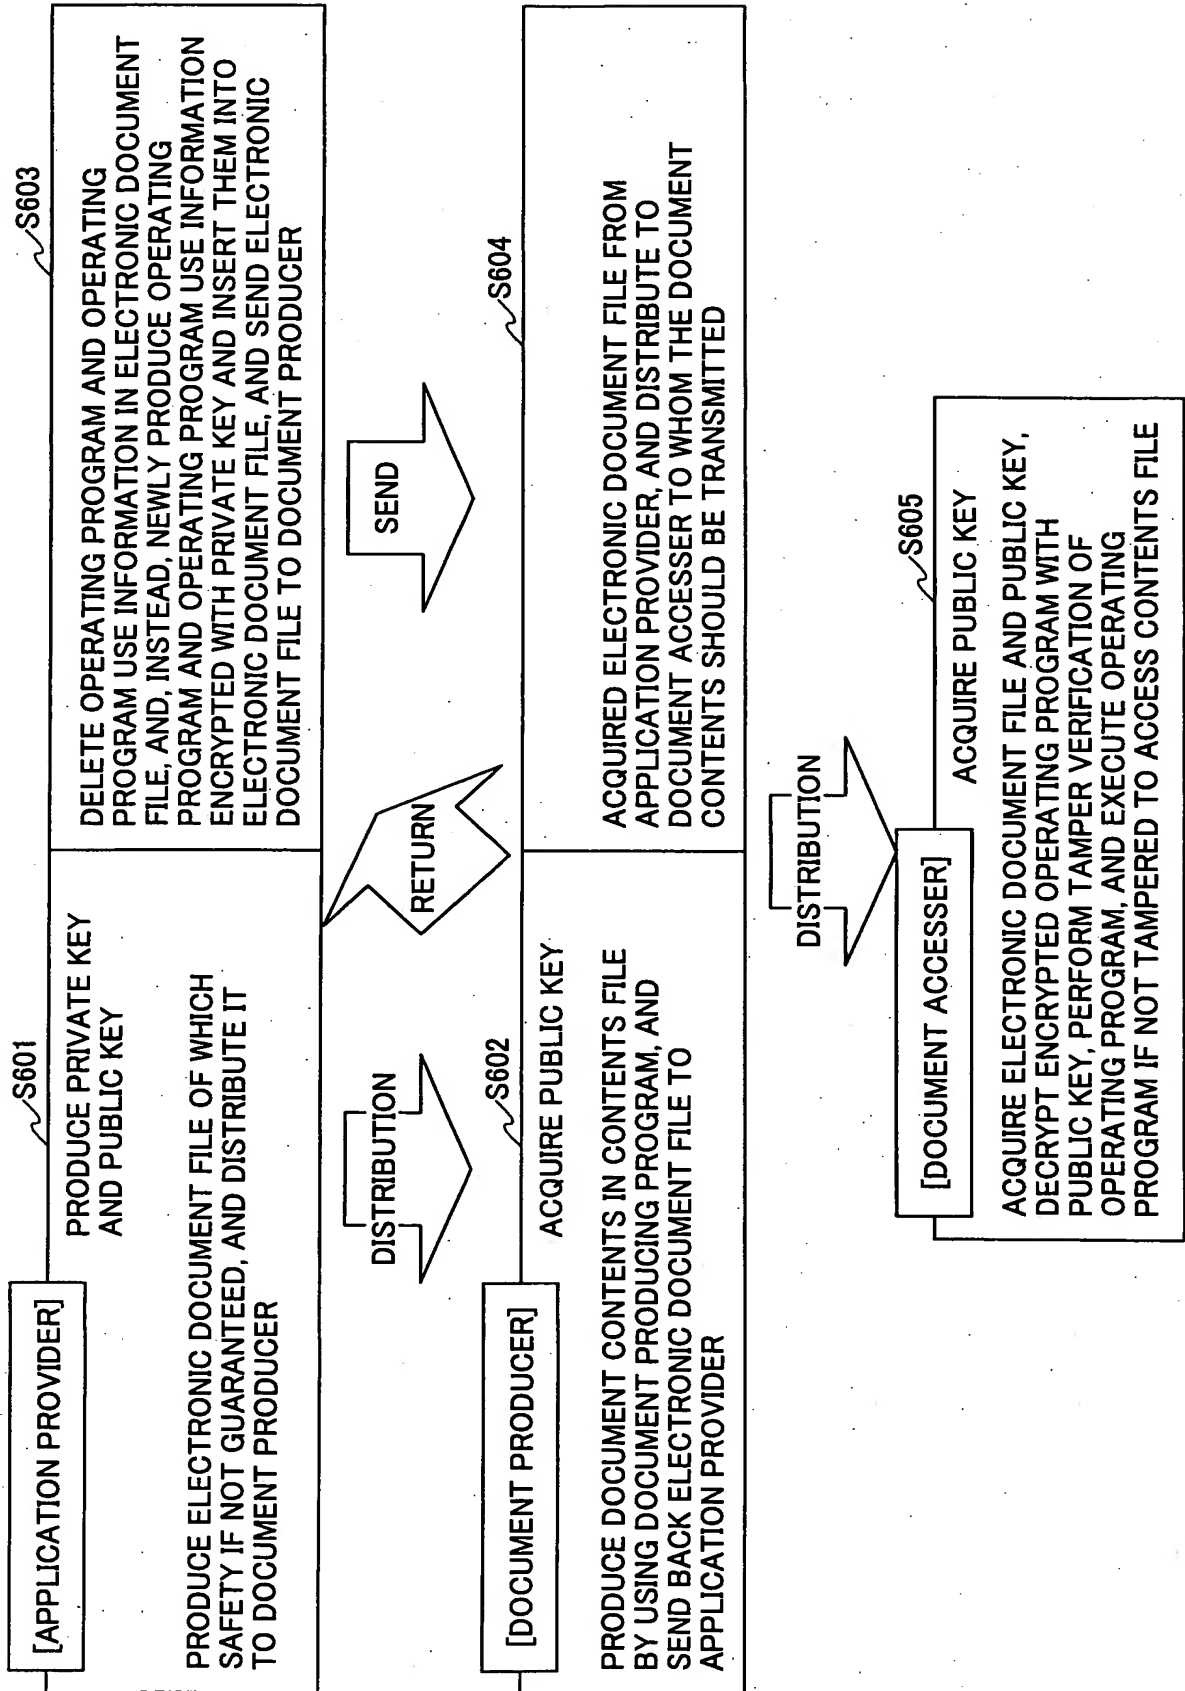 S601
[APPLICATION PROVIDER]
PRODUCE PRIVATE KEY
AND PUBLIC KEY
PRODUCE ELECTRONIC DOCUMENT FILE OF WHICH
SAFETY IF NOT GUARANTEED, AND DISTRIBUTE IT
TO DOCUMENT PRODUCER
S603
DELETE OPERATING PROGRAM AND OPERATING
PROGRAM USE INFORMATION IN ELECTRONIC DOCUMENT
FILE, AND, INSTEAD, NEWLY PRODUCE OPERATING
PROGRAM AND OPERATING PROGRAM USE INFORMATION
ENCRYPTED WITH PRIVATE KEY AND INSERT THEM INTO
ELECTRONIC DOCUMENT FILE, AND SEND ELECTRONIC
DOCUMENT FILE TO DOCUMENT PRODUCER
DISTRIBUTION
RETURN
SEND
S602
[DOCUMENT PRODUCER]
ACQUIRE PUBLIC KEY
PRODUCE DOCUMENT CONTENTS IN CONTENTS FILE
BY USING DOCUMENT PRODUCING PROGRAM, AND
SEND BACK ELECTRONIC DOCUMENT FILE TO
APPLICATION PROVIDER
S604
ACQUIRED ELECTRONIC DOCUMENT FILE FROM
APPLICATION PROVIDER, AND DISTRIBUTE TO
DOCUMENT ACCESSER TO WHOM THE DOCUMENT
CONTENTS SHOULD BE TRANSMITTED
DISTRIBUTION
S605
[DOCUMENT ACCESSER]
ACQUIRE PUBLIC KEY
ACQUIRE ELECTRONIC DOCUMENT FILE AND PUBLIC KEY,
DECRYPT ENCRYPTED OPERATING PROGRAM WITH
PUBLIC KEY, PERFORM TAMPER VERIFICATION OF
OPERATING PROGRAM, AND EXECUTE OPERATING
PROGRAM IF NOT TAMPERED TO ACCESS CONTENTS FILE